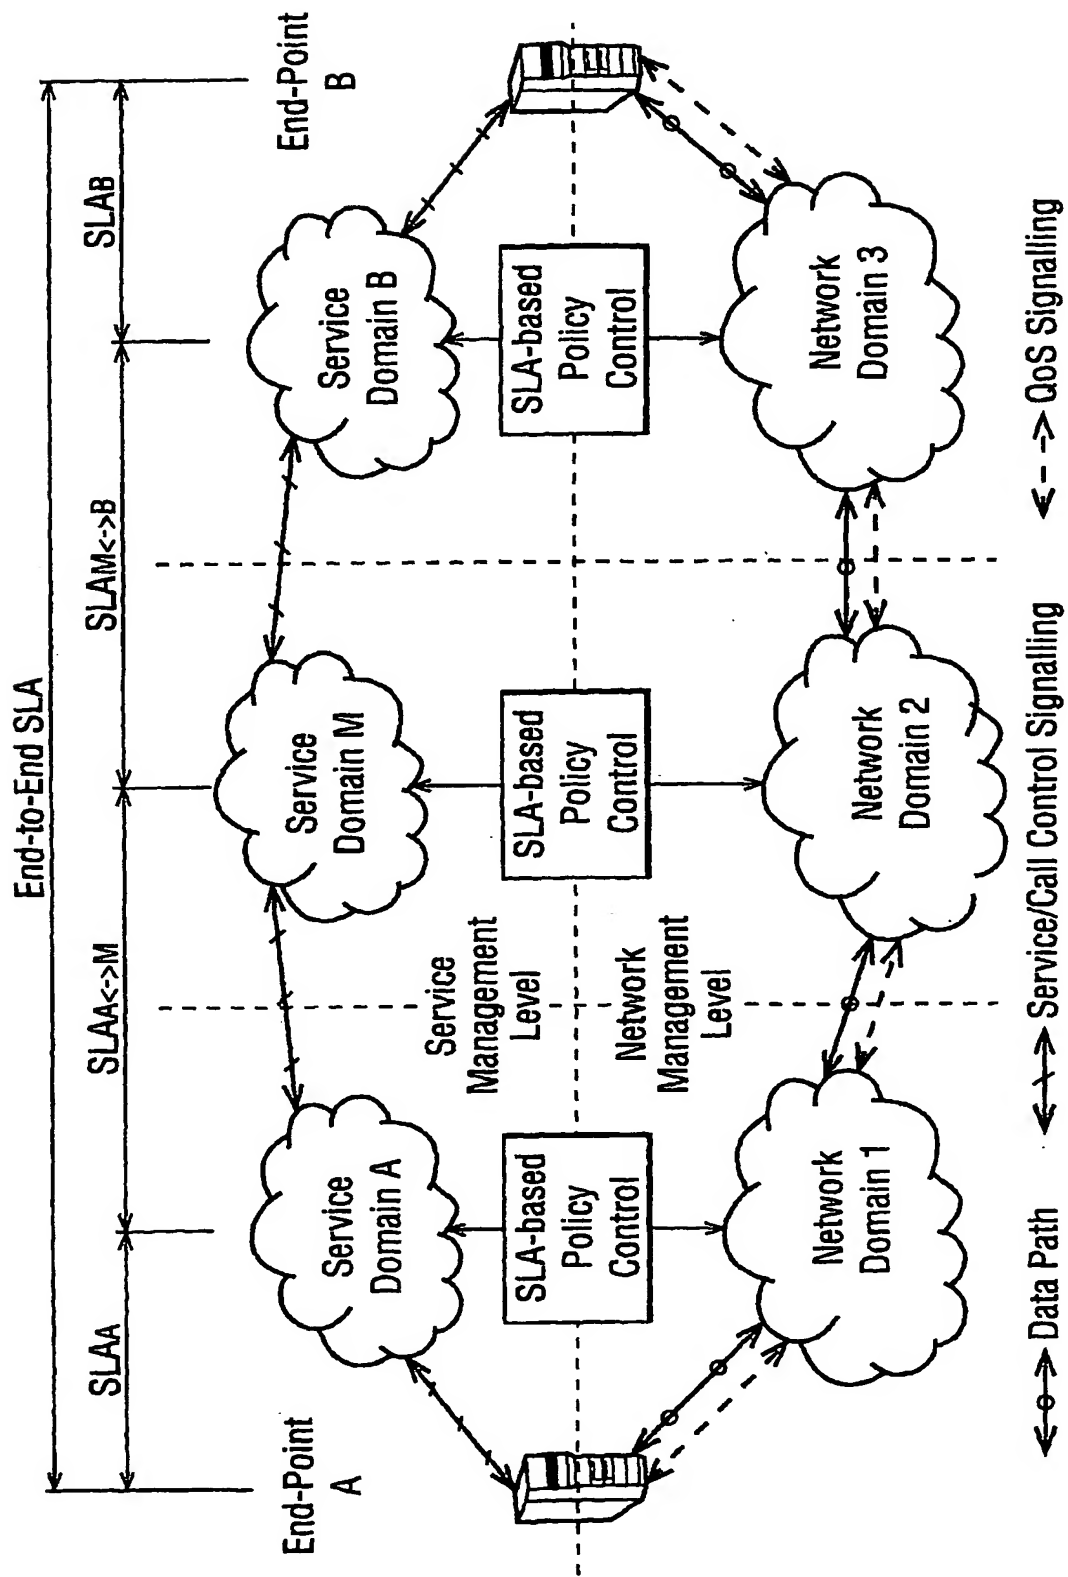 End-to-End SLA
SLAA
SLAA<->M
SLAM<->B
SLAB
End-Point
A
End-Point
B
Service
Domain A
Service
Domain M
Service
Domain B
Service
Management
Level
Network
Management
Level
SLA-based
Policy
Control
SLA-based
Policy
Control
SLA-based
Policy
Control
Network
Domain 1
Network
Domain 2
Network
Domain 3
Data Path
Service/Call Control Signalling
QoS Signalling